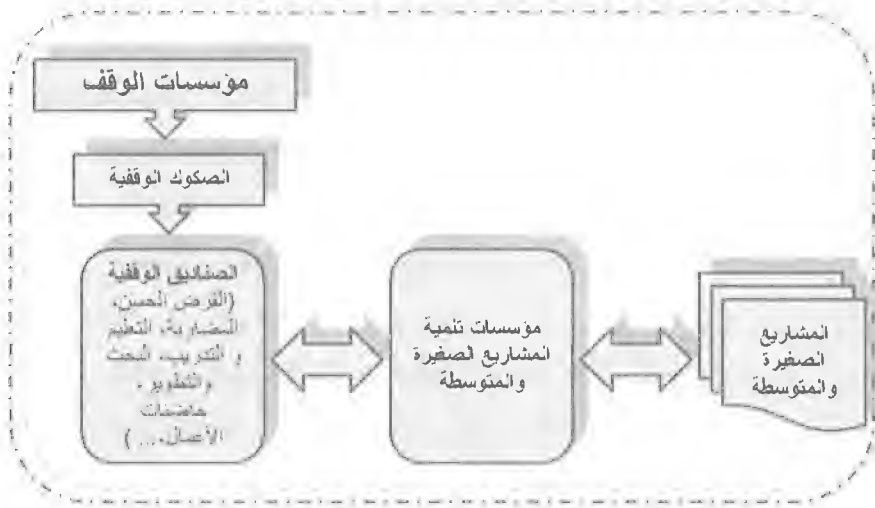 مؤسسات الوقف
الصكوك الوقفية
الصناديق الوقفية
(القرض الحسن،
المضاربة، التعليم
و التدريب، البحث
والتطوير،
حاضنات
الأعمال،... )
مؤسسات تنمية
المشاريع الصغيرة
والمتوسطة
المشاريع
الصغيرة
والمتوسطة